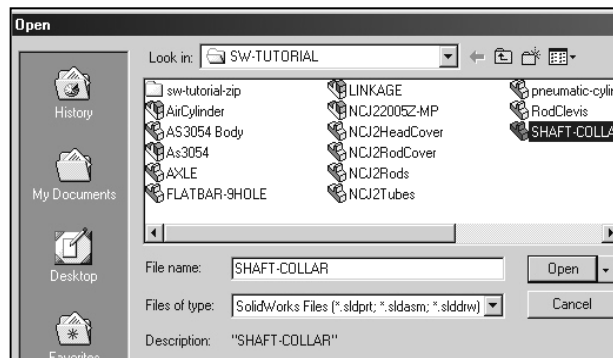 Open
Look in: SW-TUTORIAL
History
My Documents
Desktop
Favorites
sw-tutorial-zip
AirCylinder
AS3054 Body
As3054
AXLE
FLATBAR-9HOLE
LINKAGE
NCJ22005Z-MP
NCJ2HeadCover
NCJ2RodCover
NCJ2Rods
NCJ2Tubes
pneumatic-cylin
RodClevis
SHAFT-COLLA
File name: SHAFT-COLLAR
Open
Files of type: SolidWorks Files (*.sldprt; *.sldasm; *.slddrw)
Cancel
Description: "SHAFT-COLLAR"